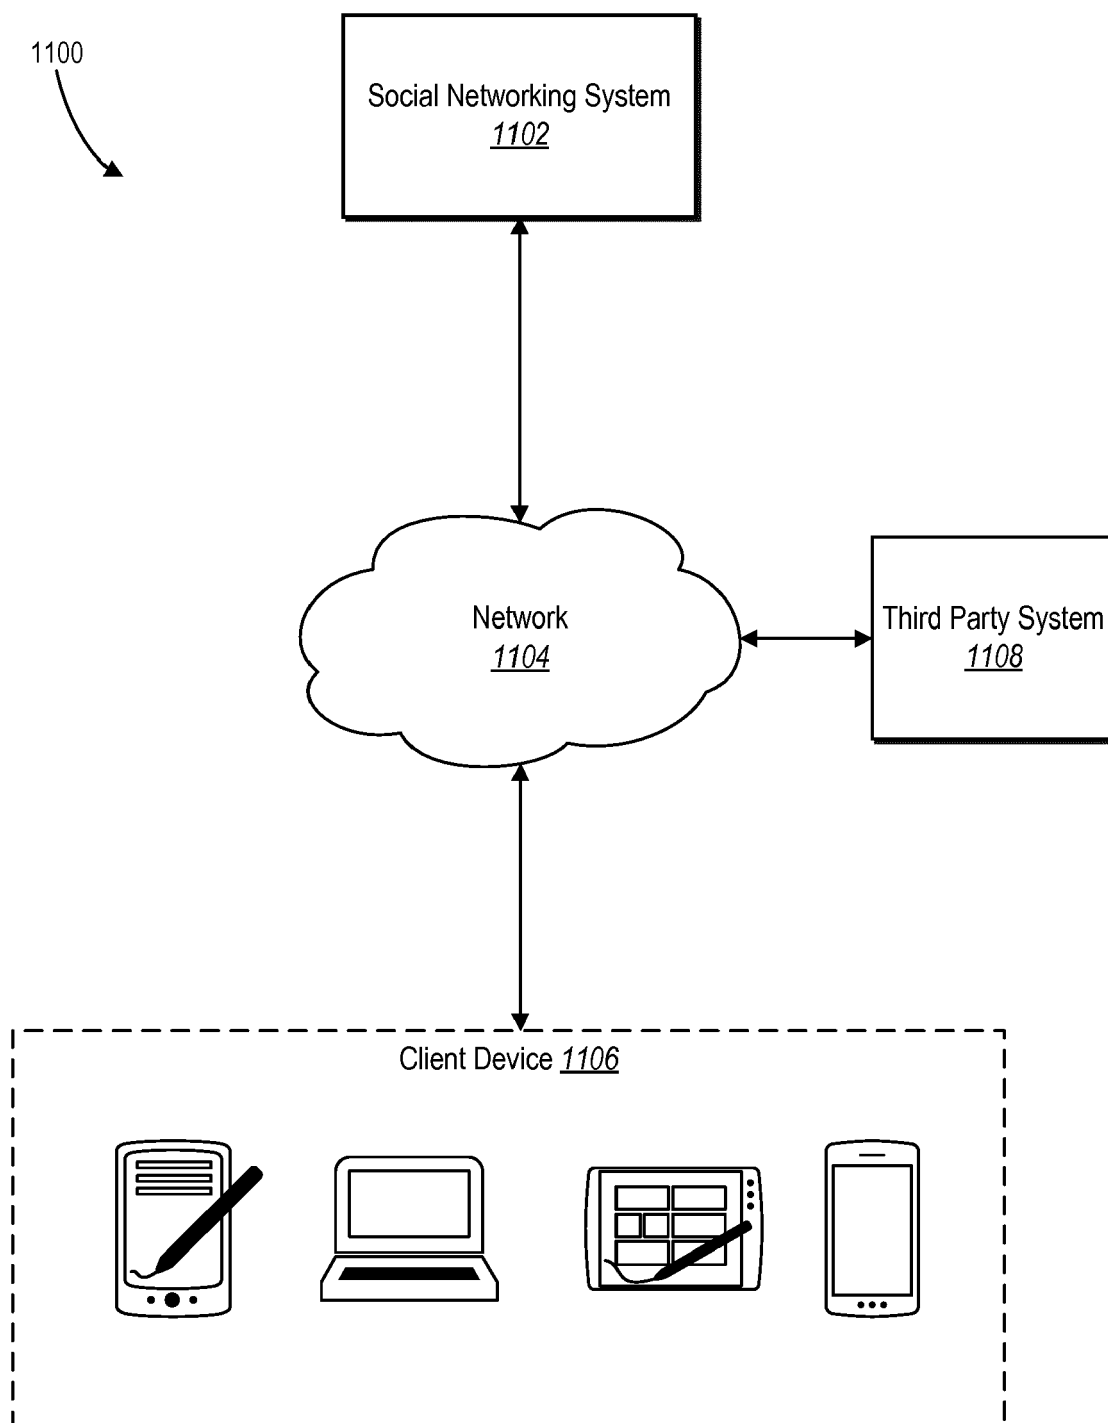 1100
Social Networking System
1102
Network
1104
Third Party System
1108
Client Device 1106